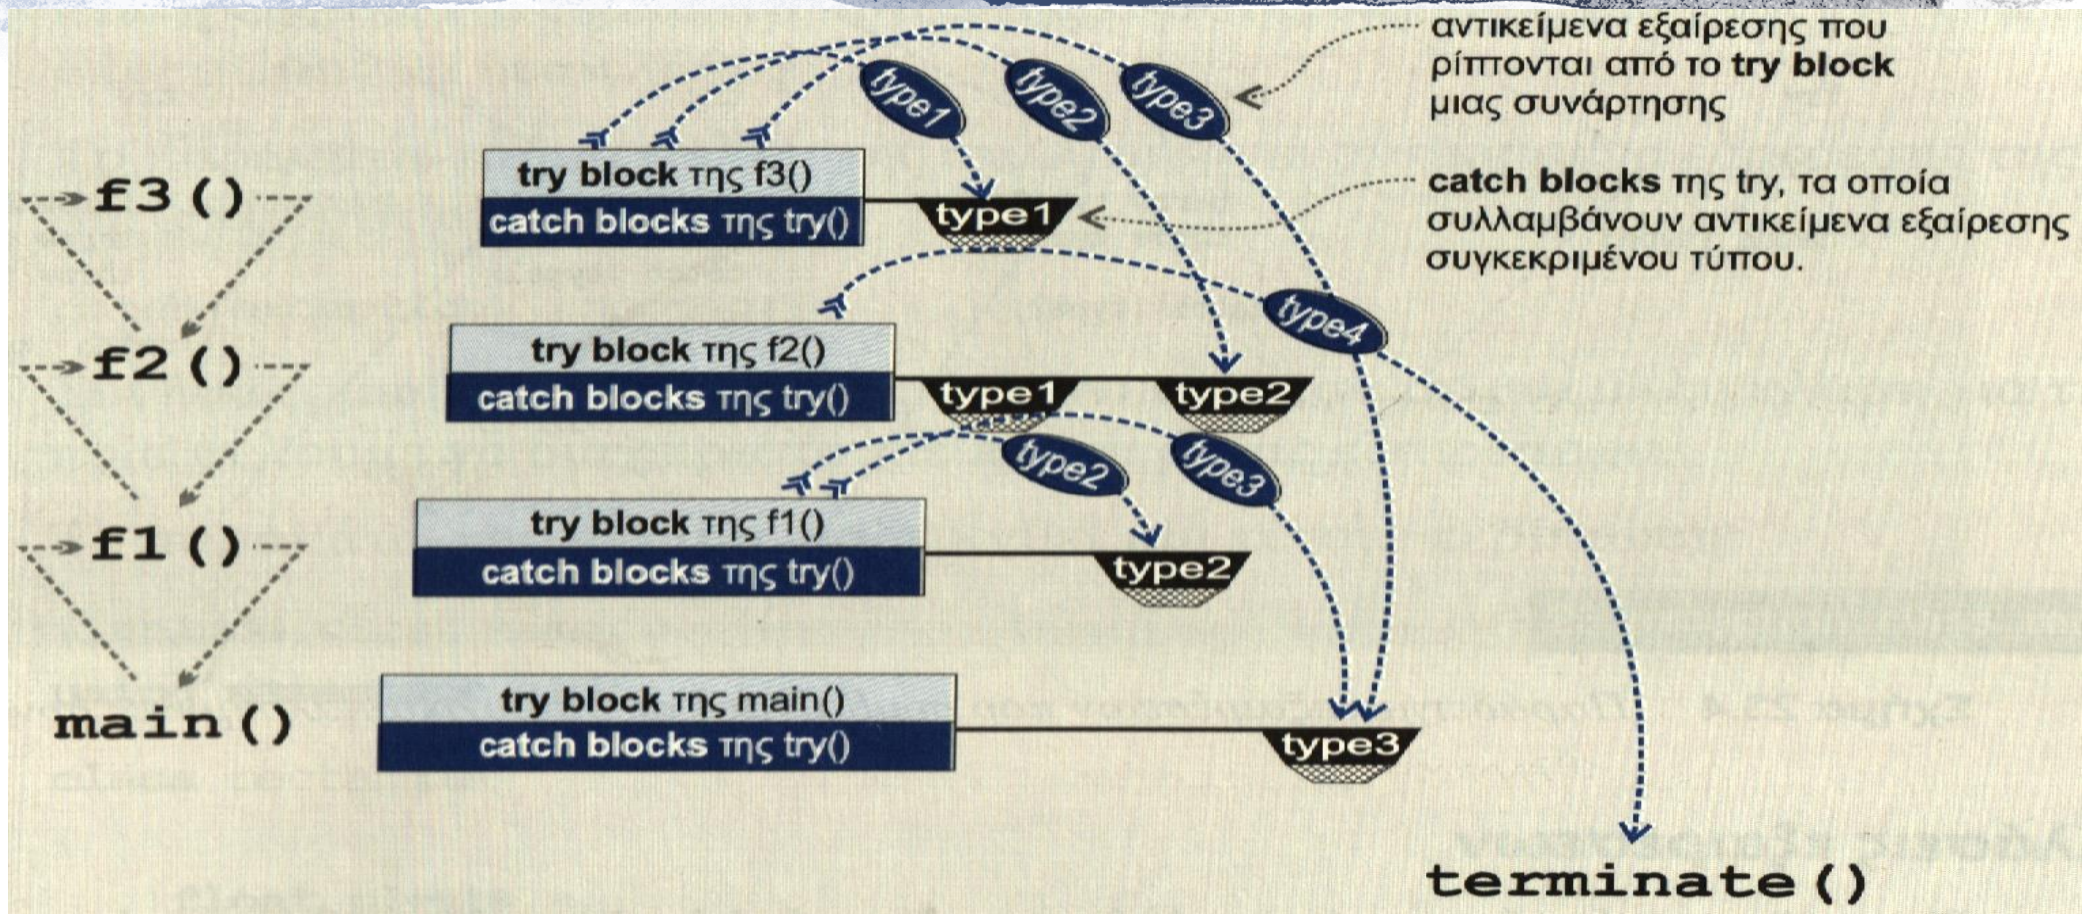 αντικείμενα εξαίρεσης που
ρίπτονται από το try block
μιας συνάρτησης
type1
type2
type3
try block της f3()
catch blocks της try()
type1
catch blocks της try, τα οποία
συλλαμβάνουν αντικείμενα εξαίρεσης
συγκεκριμένου τύπου.
f3()
type4
try block της f2()
catch blocks της try()
type1
type2
f2()
type2
type3
try block της f1()
catch blocks της try()
type2
f1()
try block της main()
catch blocks της try()
type3
main()
terminate()